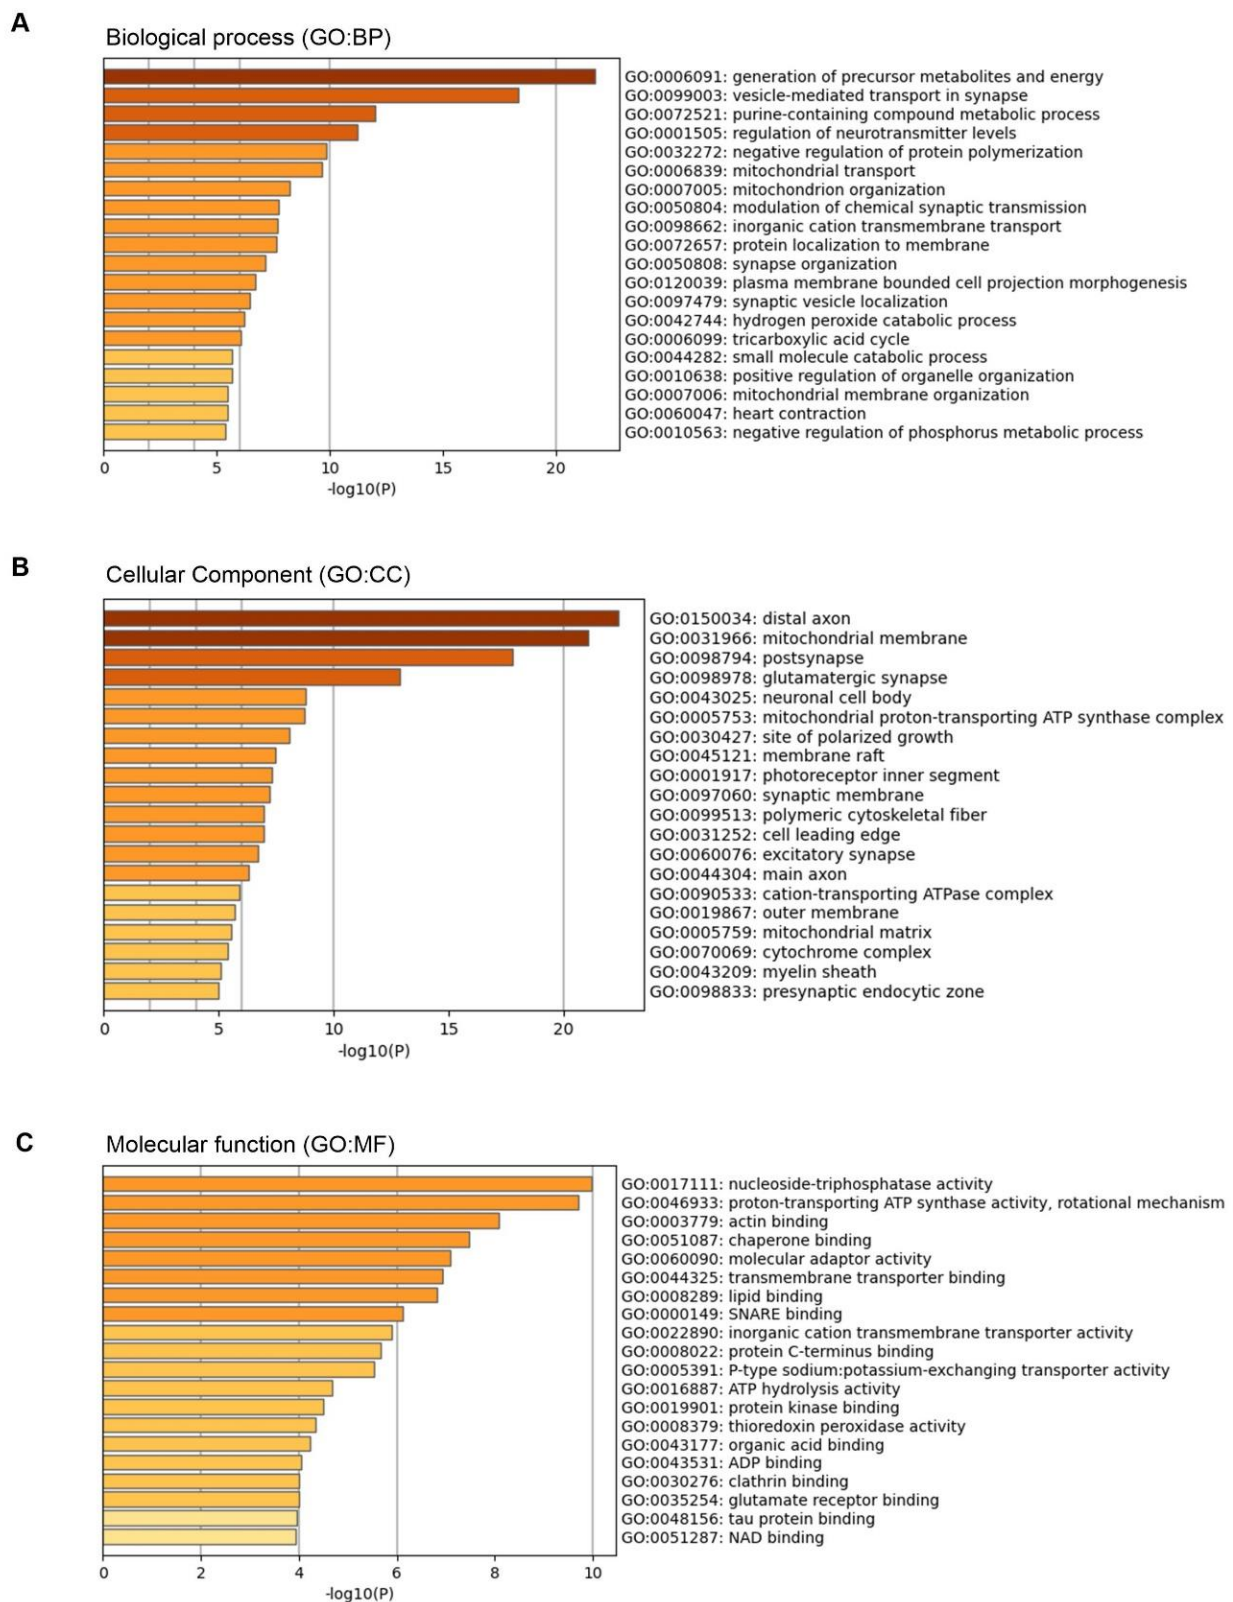 A
Biological process (GO:BP)
GO:0006091: generation of precursor metabolites and energy
GO:0099003: vesicle-mediated transport in synapse
GO:0072521: purine-containing compound metabolic process
GO:0001505: regulation of neurotransmitter levels
GO:0032272: negative regulation of protein polymerization
GO:0006839: mitochondrial transport
GO:0007005: mitochondrion organization
GO:0050804: modulation of chemical synaptic transmission
GO:0098662: inorganic cation transmembrane transport
GO:0072657: protein localization to membrane
GO:0050808: synapse organization
GO:0120039: plasma membrane bounded cell projection morphogenesis
GO:0097479: synaptic vesicle localization
GO:0042744: hydrogen peroxide catabolic process
GO:0006099: tricarboxylic acid cycle
GO:0044282: small molecule catabolic process
GO:0010638: positive regulation of organelle organization
GO:0007006: mitochondrial membrane organization
GO:0060047: heart contraction
GO:0010563: negative regulation of phosphorus metabolic process
0 5 10 15 20
-log10(P)
B
Cellular Component (GO:CC)
GO:0150034: distal axon
GO:0031966: mitochondrial membrane
GO:0098794: postsynapse
GO:0098978: glutamatergic synapse
GO:0043025: neuronal cell body
GO:0005753: mitochondrial proton-transporting ATP synthase complex
GO:0030427: site of polarized growth
GO:0045121: membrane raft
GO:0001917: photoreceptor inner segment
GO:0097060: synaptic membrane
GO:0099513: polymeric cytoskeletal fiber
GO:0031252: cell leading edge
GO:0060076: excitatory synapse
GO:0044304: main axon
GO:0090533: cation-transporting ATPase complex
GO:0019867: outer membrane
GO:0005759: mitochondrial matrix
GO:0070069: cytochrome complex
GO:0043209: myelin sheath
GO:0098833: presynaptic endocytic zone
0 5 10 15 20
-log10(P)
C
Molecular function (GO:MF)
GO:0017111: nucleoside-triphosphatase activity
GO:0046933: proton-transporting ATP synthase activity, rotational mechanism
GO:0003779: actin binding
GO:0051087: chaperone binding
GO:0060090: molecular adaptor activity
GO:0044325: transmembrane transporter binding
GO:0008289: lipid binding
GO:0000149: SNARE binding
GO:0022890: inorganic cation transmembrane transporter activity
GO:0008022: protein C-terminus binding
GO:0005391: P-type sodium:potassium-exchanging transporter activity
GO:0016887: ATP hydrolysis activity
GO:0019901: protein kinase binding
GO:0008379: thioredoxin peroxidase activity
GO:0043177: organic acid binding
GO:0043531: ADP binding
GO:0030276: clathrin binding
GO:0035254: glutamate receptor binding
GO:0048156: tau protein binding
GO:0051287: NAD binding
0 2 4 6 8 10
-log10(P)